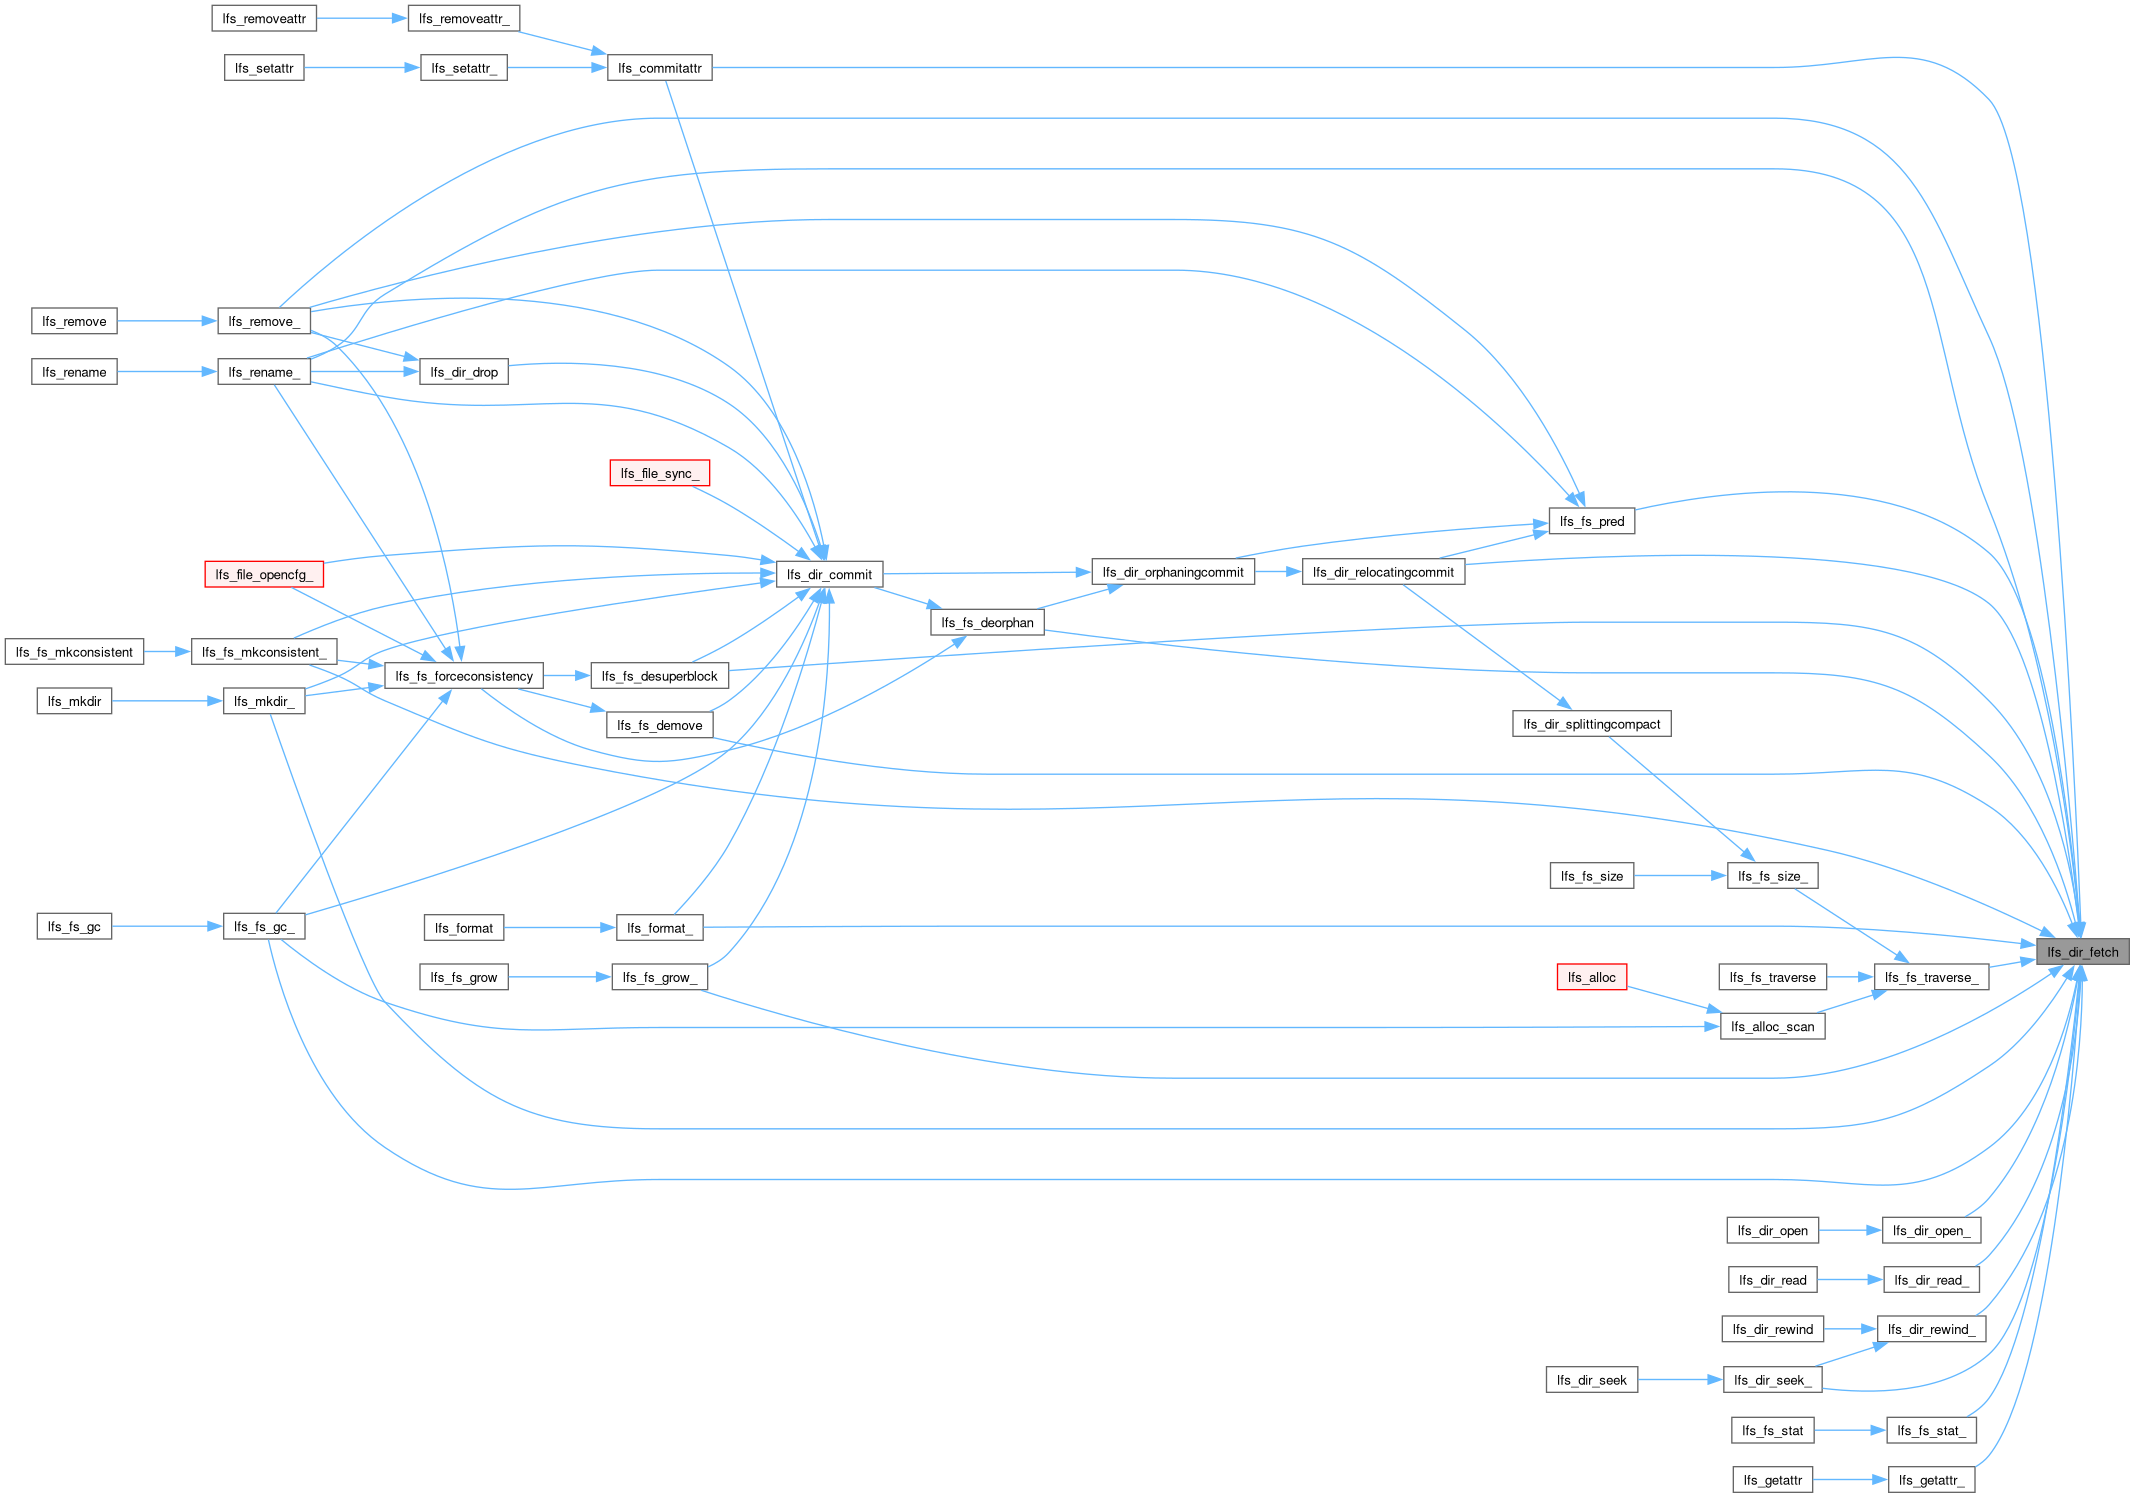 lfs_removeattr
lfs_removeattr_
lfs_setattr
lfs_setattr_
lfs_commitattr
lfs_remove
lfs_remove_
lfs_rename
lfs_rename_
lfs_dir_drop
lfs_file_sync_
lfs_fs_pred
lfs_file_opencfg_
lfs_dir_commit
lfs_dir_orphaningcommit
lfs_dir_relocatingcommit
lfs_fs_deorphan
lfs_fs_mkconsistent
lfs_fs_mkconsistent_
lfs_fs_forceconsistency
lfs_fs_desuperblock
lfs_mkdir
lfs_mkdir_
lfs_fs_demove
lfs_dir_splittingcompact
lfs_fs_size
lfs_fs_size_
lfs_fs_gc
lfs_fs_gc_
lfs_format
lfs_format_
lfs_dir_fetch
lfs_fs_grow
lfs_fs_grow_
lfs_alloc
lfs_fs_traverse
lfs_fs_traverse_
lfs_alloc_scan
lfs_dir_open
lfs_dir_open_
lfs_dir_read
lfs_dir_read_
lfs_dir_rewind
lfs_dir_rewind_
lfs_dir_seek
lfs_dir_seek_
lfs_fs_stat
lfs_fs_stat_
lfs_getattr
lfs_getattr_